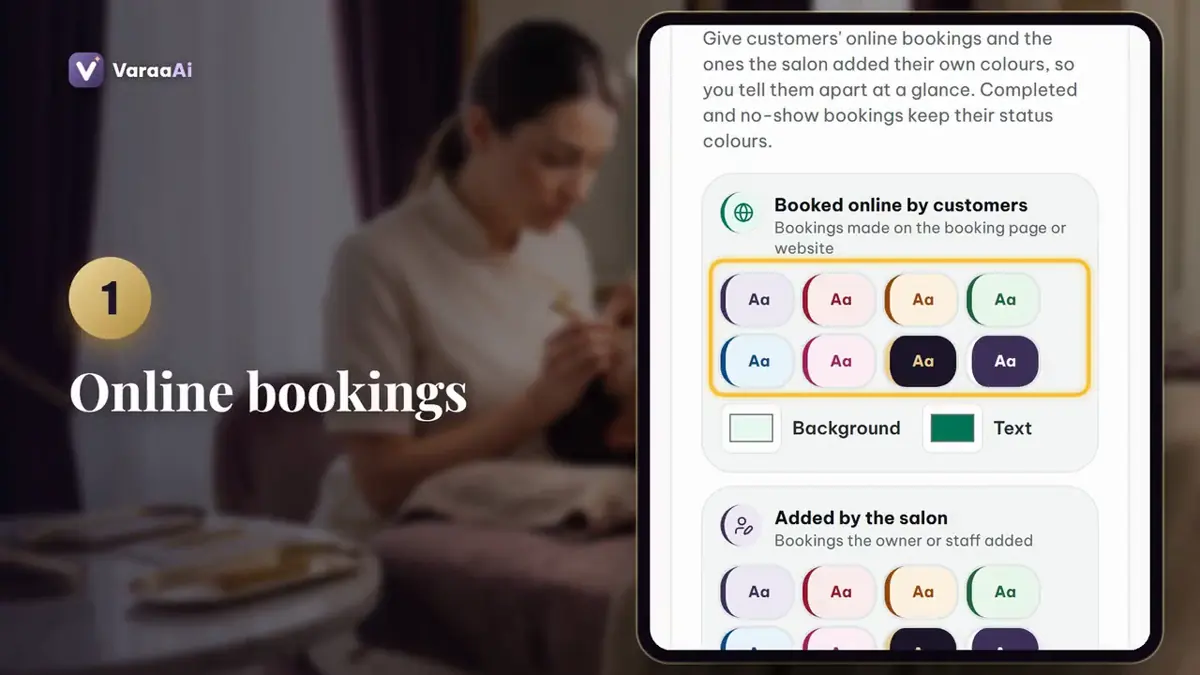 VaraaAi
1
Online bookings
Give customers' online bookings and the
ones the salon added their own colours, so
you tell them apart at a glance. Completed
and no-show bookings keep their status
colours.
Booked online by customers
Bookings made on the booking page or
website
Aa Aa Aa Aa
Aa Aa Aa Aa
Background Text
Added by the salon
Bookings the owner or staff added
Aa Aa Aa Aa